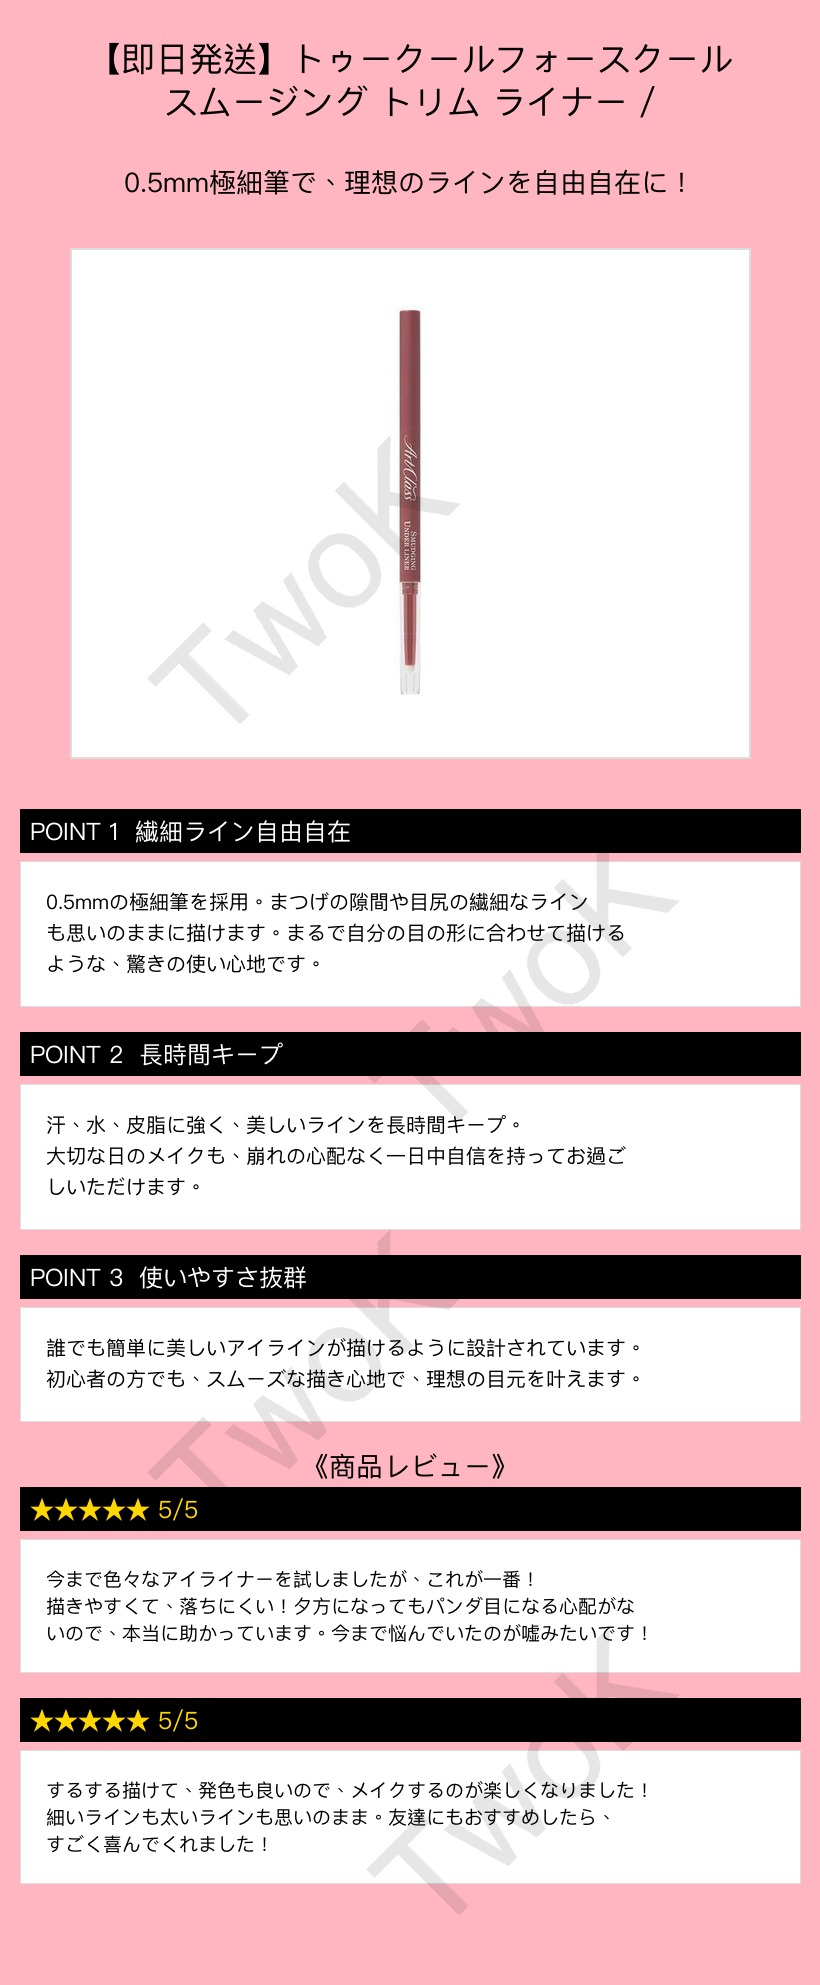 【即日発送】トゥークールフォースクール
スムージング トリム ライナー /
0.5mm極細筆で、理想のラインを自由自在に！
Art Class
SMUDGING
UNDER LINER
TwoK
POINT 1 繊細ライン自由自在
0.5mmの極細筆を採用。まつげの隙間や目尻の繊細なライン
も思いのままに描けます。まるで自分の目の形に合わせて描ける
ような、驚きの使い心地です。
TwoK
POINT 2 長時間キープ
汗、水、皮脂に強く、美しいラインを長時間キープ。
大切な日のメイクも、崩れの心配なく一日中自信を持ってお過ご
しいただけます。
POINT 3 使いやすさ抜群
誰でも簡単に美しいアイラインが描けるように設計されています。
初心者の方でも、スムーズな描き心地で、理想の目元を叶えます。
TwoK
《商品レビュー》
★★★★★ 5/5
今まで色々なアイライナーを試しましたが、これが一番！
描きやすくて、落ちにくい！夕方になってもパンダ目になる心配がな
いので、本当に助かっています。今まで悩んでいたのが嘘みたいです！
★★★★★ 5/5
するする描けて、発色も良いので、メイクするのが楽しくなりました！
細いラインも太いラインも思いのまま。友達にもおすすめしたら、
すごく喜んでくれました！
TwoK